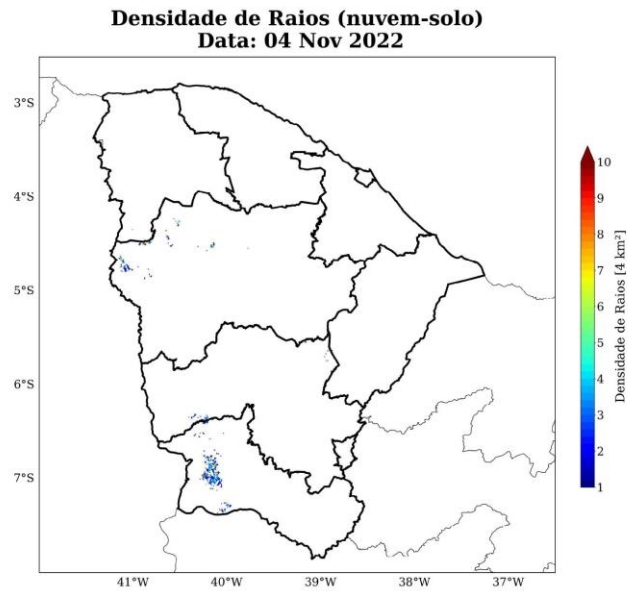 Densidade de Raios (nuvem-solo)
Data: 04 Nov 2022
3°S
4°S
5°S
6°S
7°S
41°W
40°W
39°W
38°W
37°W
10
9
8
7
6
5
4
3
2
1
Densidade de Raios [4 km²]